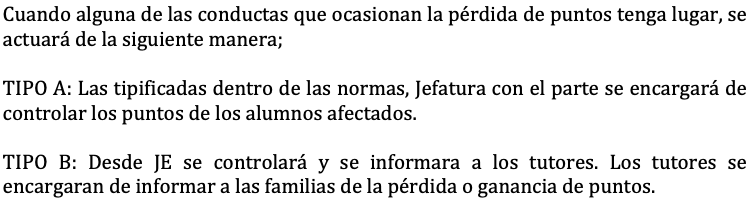 Cuando alguna de las conductas que ocasionan la pérdida de puntos tenga lugar, se
actuará de la siguiente manera;
TIPO A: Las tipificadas dentro de las normas, Jefatura con el parte se encargará de
controlar los puntos de los alumnos afectados.
TIPO B: Desde JE se controlará y se informara a los tutores. Los tutores se
encargaran de informar a las familias de la pérdida o ganancia de puntos.